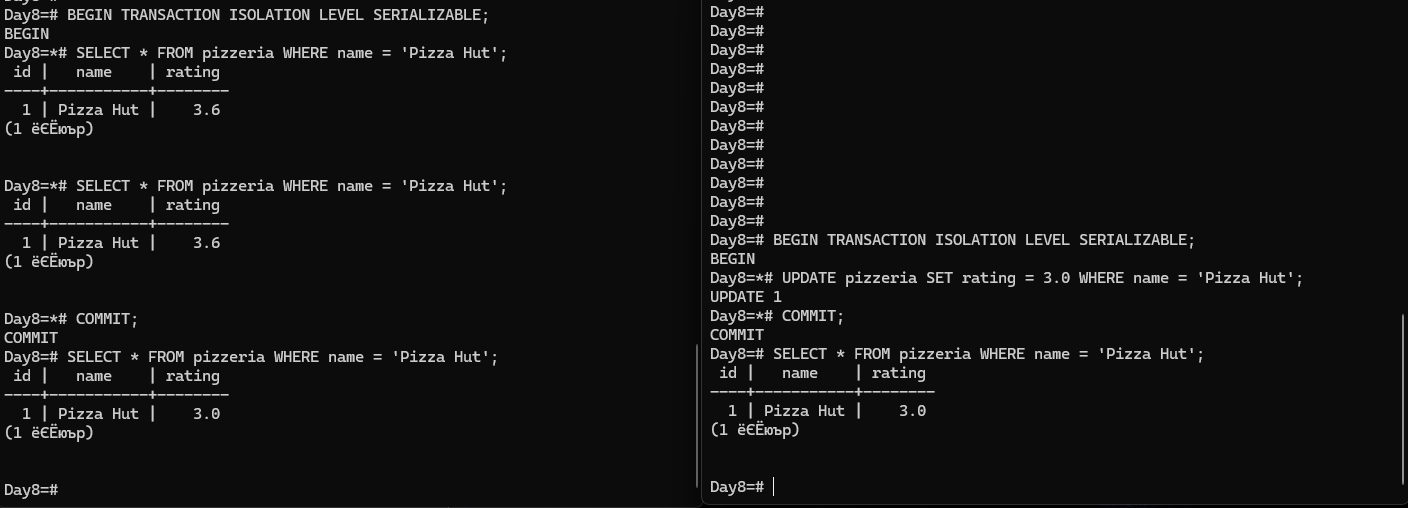 Day8=# BEGIN TRANSACTION ISOLATION LEVEL SERIALIZABLE;
BEGIN
Day8=*# SELECT * FROM pizzeria WHERE name = 'Pizza Hut';
 id |   name    | rating
----+-----------+--------
  1 | Pizza Hut |    3.6
(1 ёЄЁюър)
Day8=*# SELECT * FROM pizzeria WHERE name = 'Pizza Hut';
 id |   name    | rating
----+-----------+--------
  1 | Pizza Hut |    3.6
(1 ёЄЁюър)
Day8=*# COMMIT;
COMMIT
Day8=# SELECT * FROM pizzeria WHERE name = 'Pizza Hut';
 id |   name    | rating
----+-----------+--------
  1 | Pizza Hut |    3.0
(1 ёЄЁюър)
Day8=#
Day8=#
Day8=#
Day8=#
Day8=#
Day8=#
Day8=#
Day8=#
Day8=#
Day8=#
Day8=#
Day8=#
Day8=#
Day8=# BEGIN TRANSACTION ISOLATION LEVEL SERIALIZABLE;
BEGIN
Day8=*# UPDATE pizzeria SET rating = 3.0 WHERE name = 'Pizza Hut';
UPDATE 1
Day8=*# COMMIT;
COMMIT
Day8=# SELECT * FROM pizzeria WHERE name = 'Pizza Hut';
 id |   name    | rating
----+-----------+--------
  1 | Pizza Hut |    3.0
(1 ёЄЁюър)
Day8=#